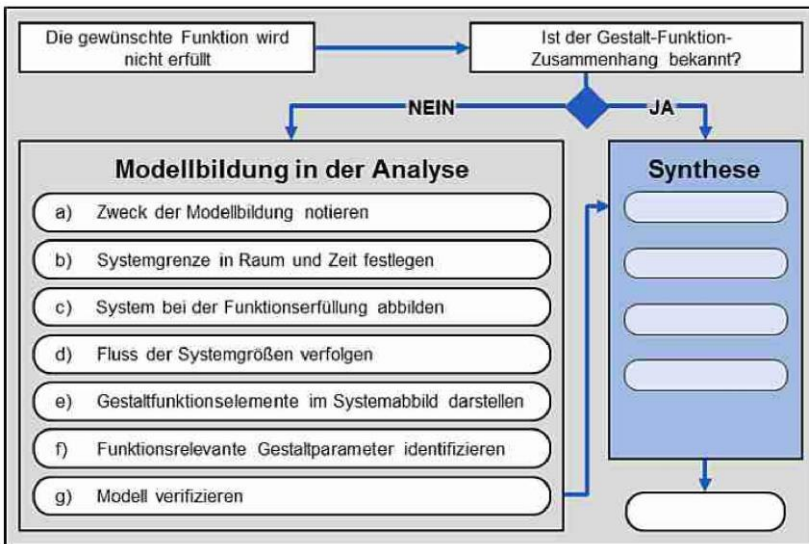 Die gewünschte Funktion wird
nicht erfüllt
Ist der Gestalt-Funktion-
Zusammenhang bekannt?
NEIN
JA
Modellbildung in der Analyse
a) Zweck der Modellbildung notieren
b) Systemgrenze in Raum und Zeit festlegen
c) System bei der Funktionserfüllung abbilden
d) Fluss der Systemgrößen verfolgen
e) Gestaltfunktionselemente im Systemabbild darstellen
f) Funktionsrelevante Gestaltparameter identifizieren
g) Modell verifizieren
Synthese